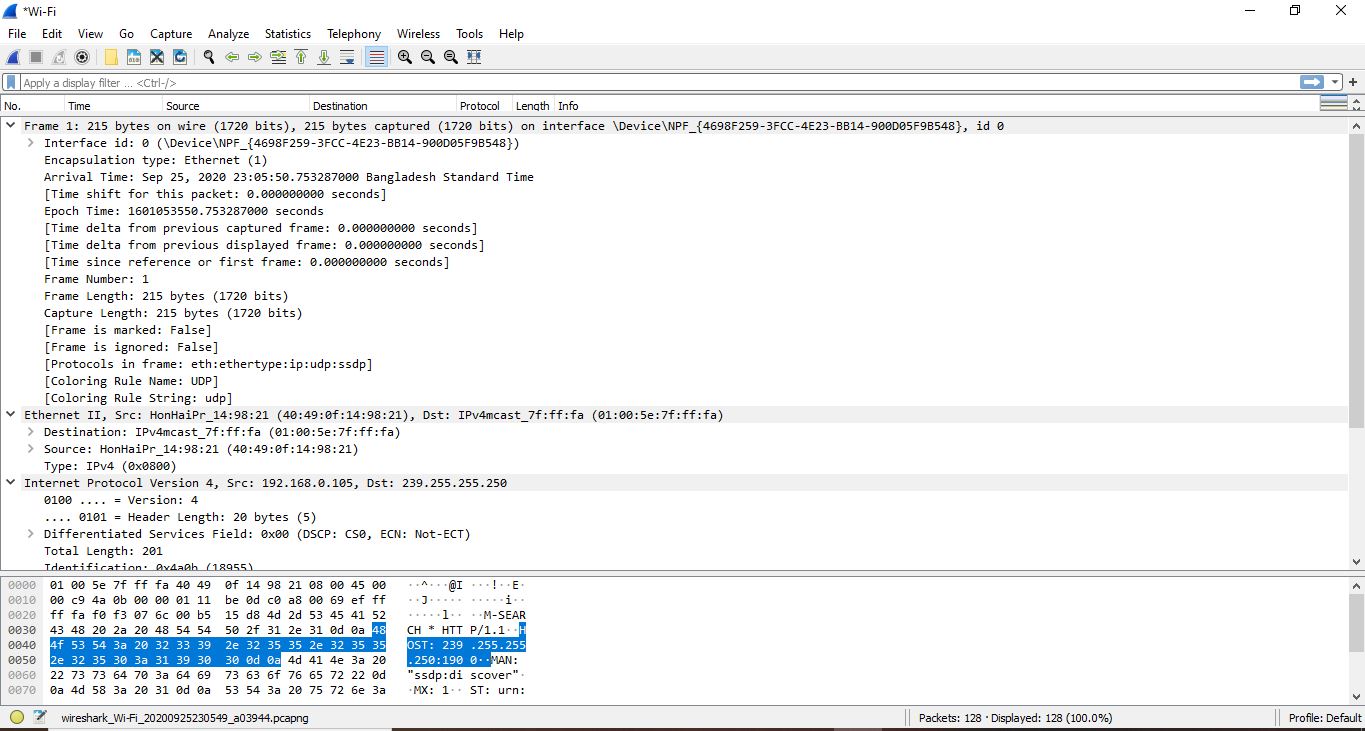 *Wi-Fi
File Edit View Go Capture Analyze Statistics Telephony Wireless Tools Help
Apply a display filter ... <Ctrl-/>
No. Time Source Destination Protocol Length Info
Frame 1: 215 bytes on wire (1720 bits), 215 bytes captured (1720 bits) on interface \Device\NPF_{4698F259-3FCC-4E23-BB14-900D05F9B548}, id 0
Interface id: 0 (\Device\NPF_{4698F259-3FCC-4E23-BB14-900D05F9B548})
Encapsulation type: Ethernet (1)
Arrival Time: Sep 25, 2020 23:05:50.753287000 Bangladesh Standard Time
[Time shift for this packet: 0.000000000 seconds]
Epoch Time: 1601053550.753287000 seconds
[Time delta from previous captured frame: 0.000000000 seconds]
[Time delta from previous displayed frame: 0.000000000 seconds]
[Time since reference or first frame: 0.000000000 seconds]
Frame Number: 1
Frame Length: 215 bytes (1720 bits)
Capture Length: 215 bytes (1720 bits)
[Frame is marked: False]
[Frame is ignored: False]
[Protocols in frame: eth:ethertype:ip:udp:ssdp]
[Coloring Rule Name: UDP]
[Coloring Rule String: udp]
Ethernet II, Src: HonHaiPr_14:98:21 (40:49:0f:14:98:21), Dst: IPv4mcast_7f:ff:fa (01:00:5e:7f:ff:fa)
Destination: IPv4mcast_7f:ff:fa (01:00:5e:7f:ff:fa)
Source: HonHaiPr_14:98:21 (40:49:0f:14:98:21)
Type: IPv4 (0x0800)
Internet Protocol Version 4, Src: 192.168.0.105, Dst: 239.255.255.250
0100 .... = Version: 4
.... 0101 = Header Length: 20 bytes (5)
Differentiated Services Field: 0x00 (DSCP: CS0, ECN: Not-ECT)
Total Length: 201
Identification: 0x4a0b (18955)
0000 01 00 5e 7f ff fa 40 49 0f 14 98 21 08 00 45 00 ··^···@I ···!··E·
0010 00 c9 4a 0b 00 00 01 11 be 0d c0 a8 00 69 ef ff ··J····· ·····i··
0020 ff fa f0 f3 07 6c 00 b5 15 d8 4d 2d 53 45 41 52 ·····l·· ··M-SEAR
0030 43 48 20 2a 20 48 54 54 50 2f 31 2e 31 0d 0a 48 CH * HTT P/1.1··H
0040 4f 53 54 3a 20 32 33 39 2e 32 35 35 2e 32 35 35 OST: 239 .255.255
0050 2e 32 35 30 3a 31 39 30 30 0d 0a 4d 41 4e 3a 20 .250:190 0··MAN:
0060 22 73 73 64 70 3a 64 69 73 63 6f 76 65 72 22 0d "ssdp:di scover"·
0070 0a 4d 58 3a 20 31 0d 0a 53 54 3a 20 75 72 6e 3a ·MX: 1·· ST: urn:
wireshark_Wi-Fi_20200925230549_a03944.pcapng Packets: 128 · Displayed: 128 (100.0%) Profile: Default